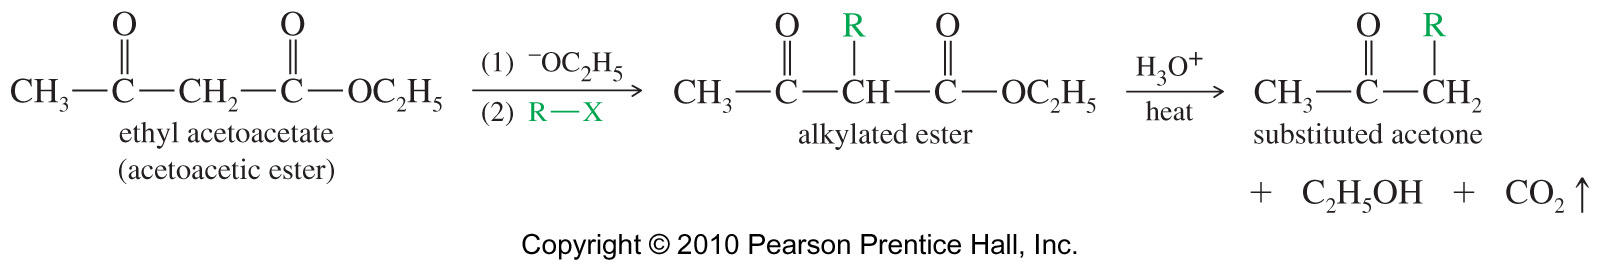 O O O R O O R
CH₃—C—CH₂—C—OC₂H₅ (1) ⁻OC₂H₅ (2) R—X CH₃—C—CH—C—OC₂H₅ H₃O⁺ heat CH₃—C—CH₂
ethyl acetoacetate alkylated ester substituted acetone
(acetoacetic ester)
+ C₂H₅OH + CO₂↑
Copyright © 2010 Pearson Prentice Hall, Inc.